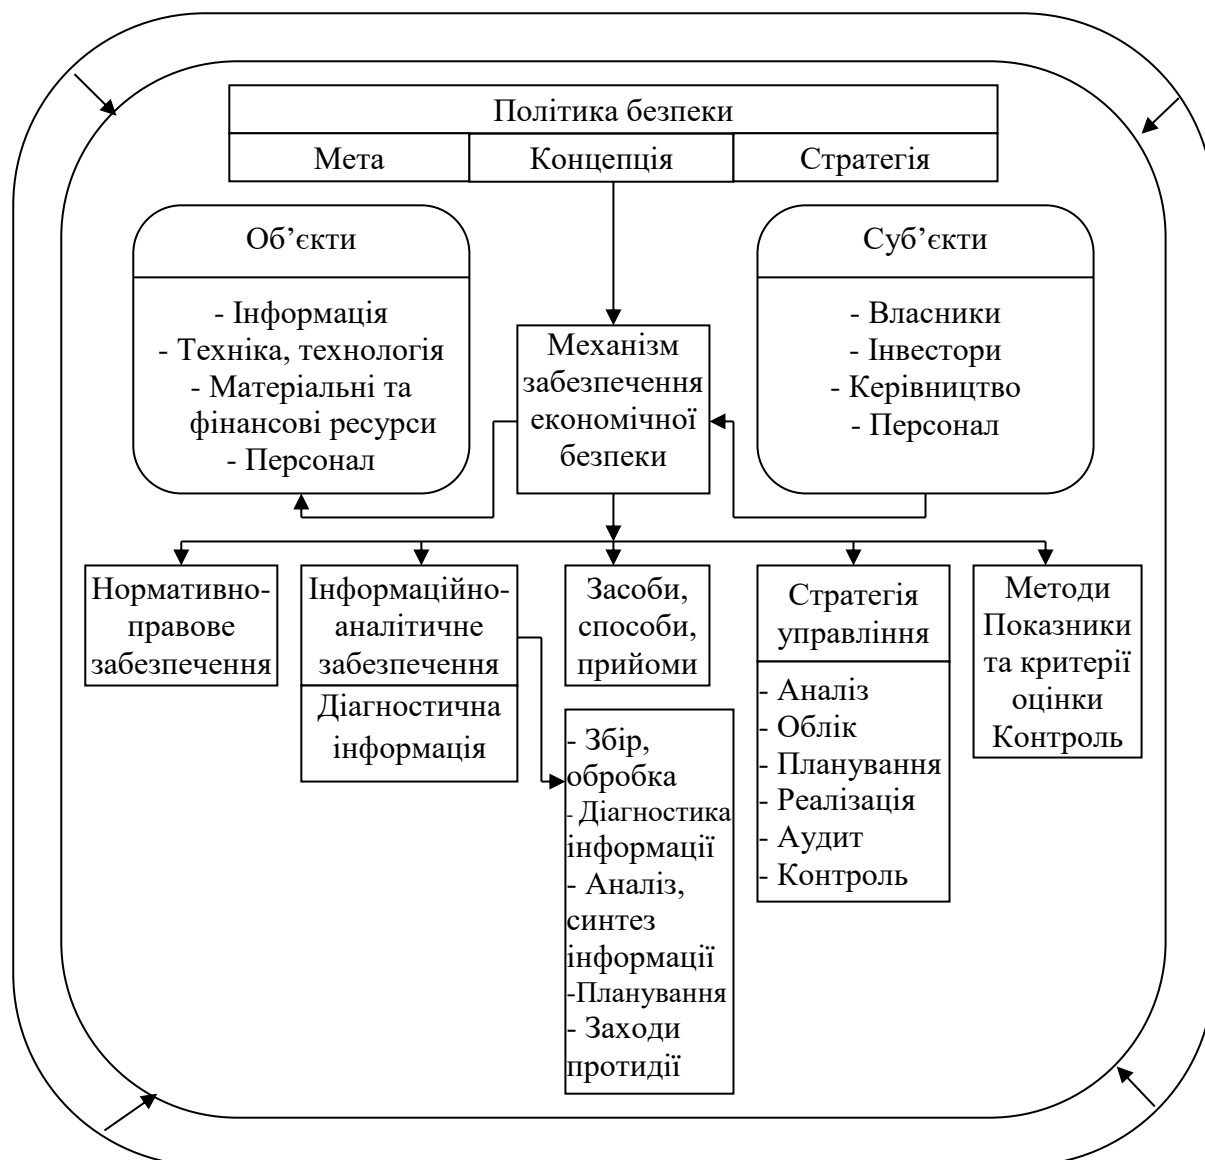 Політика безпеки
Мета
Концепція
Стратегія
Об’єкти
- Інформація
- Техніка, технологія
- Матеріальні та
фінансові ресурси
- Персонал
Суб’єкти
- Власники
- Інвестори
- Керівництво
- Персонал
Механізм
забезпечення
економічної
безпеки
Нормативно-
правове
забезпечення
Інформаційно-
аналітичне
забезпечення
Діагностична
інформація
Засоби,
способи,
прийоми
- Збір,
обробка
- Діагностика
інформації
- Аналіз,
синтез
інформації
-Планування
- Заходи
протидії
Стратегія
управління
- Аналіз
- Облік
- Планування
- Реалізація
- Аудит
- Контроль
Методи
Показники
та критерії
оцінки
Контроль